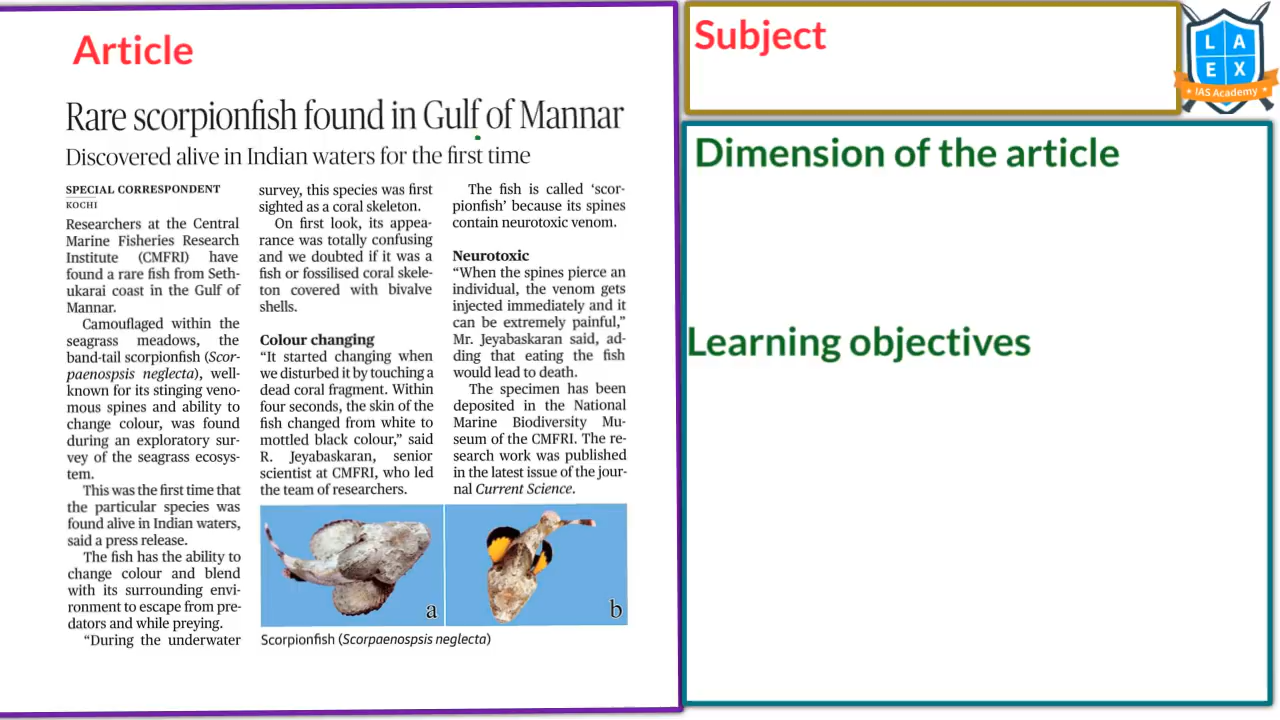 Article
Rare scorpionfish found in Gulf of Mannar
Discovered alive in Indian waters for the first time
SPECIAL CORRESPONDENT
KOCHI
Researchers at the Central
Marine Fisheries Research
Institute (CMFRI) have
found a rare fish from Seth-
ukarai coast in the Gulf of
Mannar.
Camouflaged within the
seagrass meadows, the
band-tail scorpionfish (Scor-
paenospsis neglecta), well-
known for its stinging veno-
mous spines and ability to
change colour, was found
during an exploratory sur-
vey of the seagrass ecosys-
tem.
This was the first time that
the particular species was
found alive in Indian waters,
said a press release.
The fish has the ability to
change colour and blend
with its surrounding envi-
ronment to escape from pre-
dators and while preying.
“During the underwater
survey, this species was first
sighted as a coral skeleton.
On first look, its appea-
rance was totally confusing
and we doubted if it was a
fish or fossilised coral skele-
ton covered with bivalve
shells.
Colour changing
“It started changing when
we disturbed it by touching a
dead coral fragment. Within
four seconds, the skin of the
fish changed from white to
mottled black colour,” said
R. Jeyabaskaran, senior
scientist at CMFRI, who led
the team of researchers.
The fish is called ‘scor-
pionfish’ because its spines
contain neurotoxic venom.
Neurotoxic
“When the spines pierce an
individual, the venom gets
injected immediately and it
can be extremely painful,”
Mr. Jeyabaskaran said, ad-
ding that eating the fish
would lead to death.
The specimen has been
deposited in the National
Marine Biodiversity Mu-
seum of the CMFRI. The re-
search work was published
in the latest issue of the jour-
nal Current Science.
a
b
Scorpionfish (Scorpaenospsis neglecta)
Subject
L A
E X
IAS Academy
Dimension of the article
Learning objectives